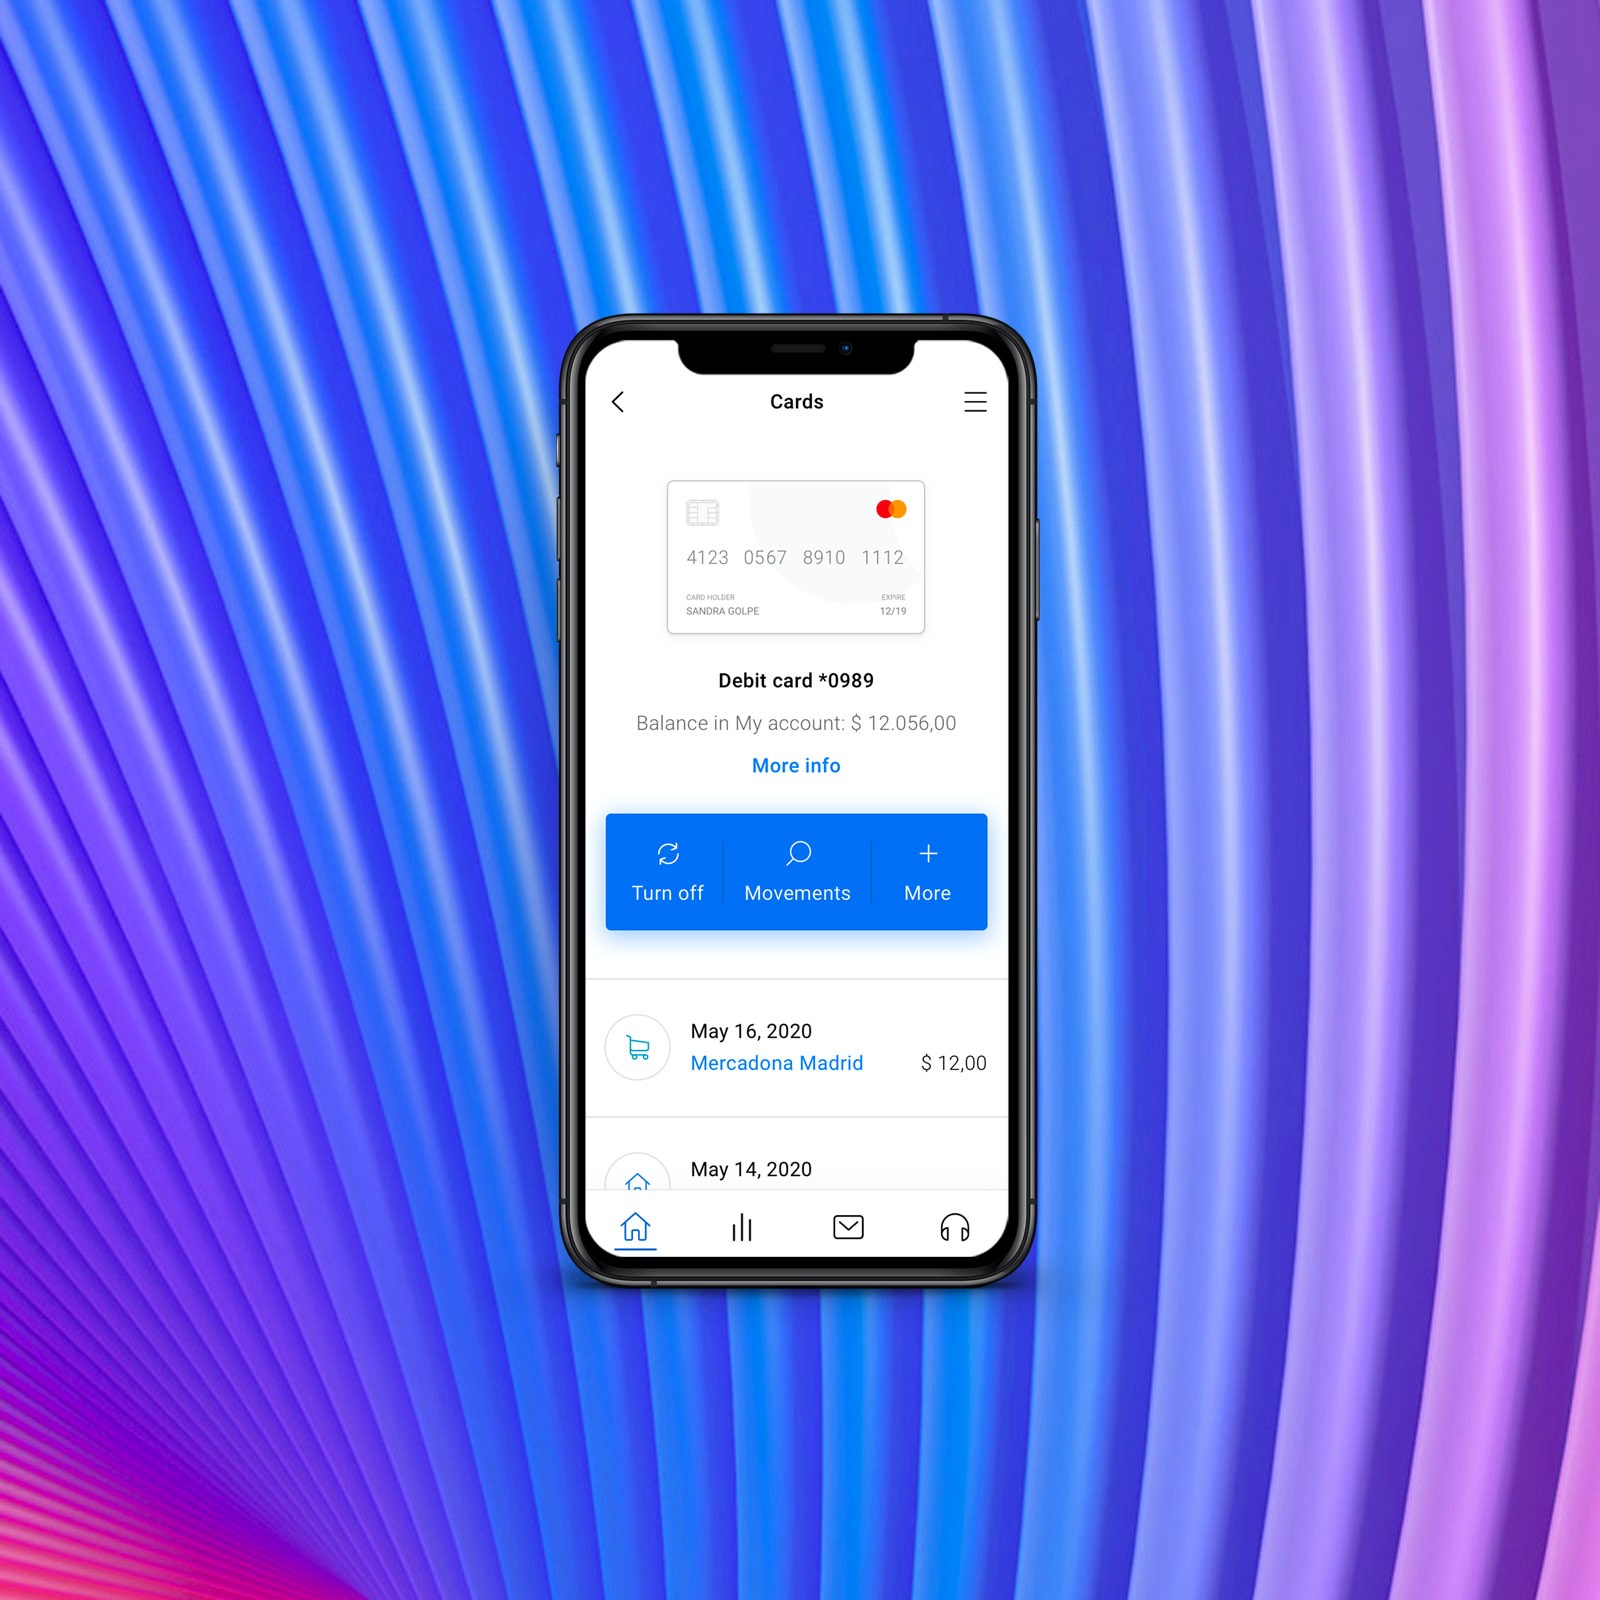 Cards
4123 0567 8910 1112
CARD HOLDER EXPIRE
SANDRA GOLPE 12/19
Debit card *0989
Balance in My account: $ 12.056,00
More info
Turn off Movements More
May 16, 2020
Mercadona Madrid $ 12,00
May 14, 2020